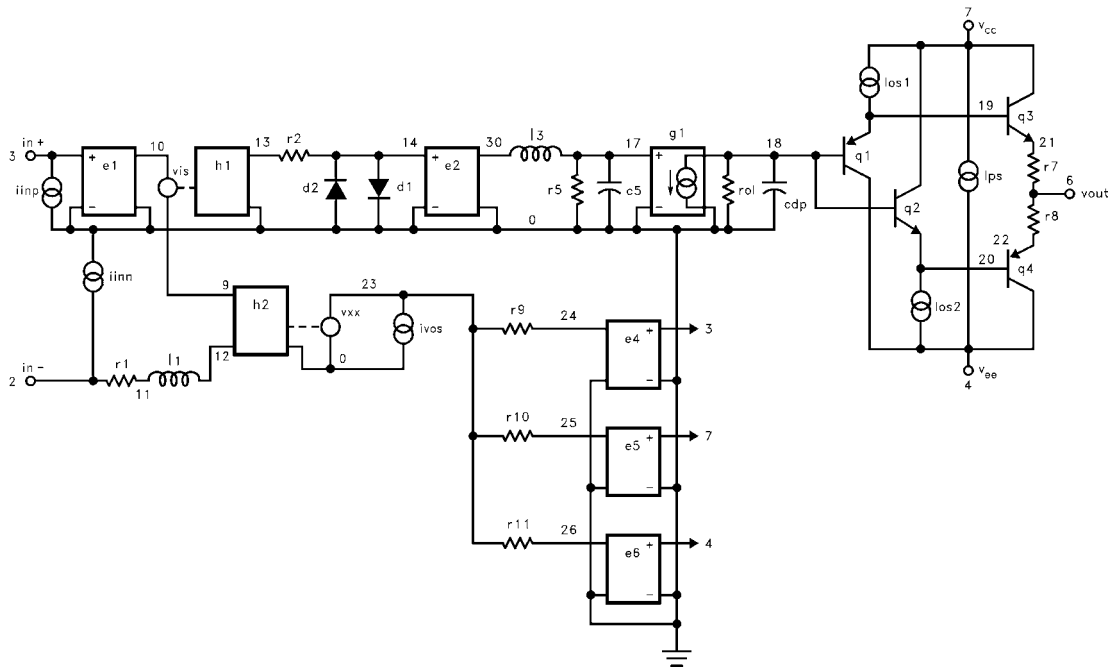 7
Vcc
Ios1
19
q3
21
r7
6
vout
r8
22
q4
20
Ios2
Vee
4
Ips
q1
q2
in+
3
iinp
e1
+
−
10
vis
h1
13
r2
d2
d1
14
+
−
e2
30
l3
r5
c5
17
g1
+
−
rol
18
cdp
0
iinn
in-
2
r1
11
l1
12
9
h2
vxx
23
0
ivos
r9
24
e4
+
−
3
r10
25
e5
+
−
7
r11
26
e6
+
−
4